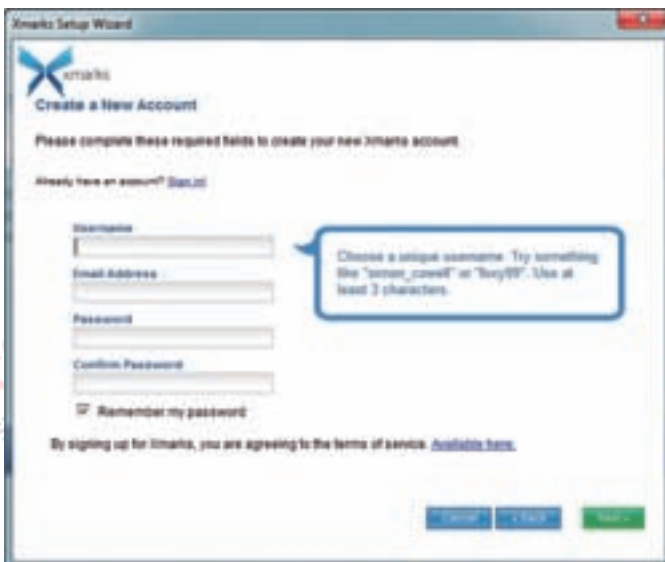 Xmarks Setup Wizard
xmarks
Create a New Account
Please complete these required fields to create your new Xmarks account.
Already have an account? Sign in!
Username
Choose a unique username. Try something
like "simon_cowell" or "foxy99". Use at
least 3 characters.
Email Address
Password
Confirm Password
Remember my password
By signing up for Xmarks, you are agreeing to the terms of service. Available here.
Cancel
< Back
Next >